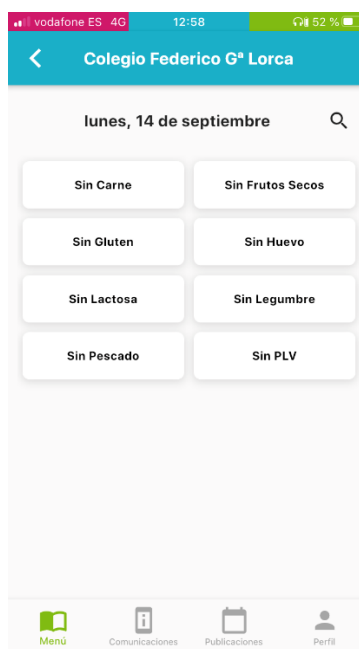 vodafone ES 4G 12:58 52 %
Colegio Federico Gª Lorca
lunes, 14 de septiembre
Sin Carne Sin Frutos Secos
Sin Gluten Sin Huevo
Sin Lactosa Sin Legumbre
Sin Pescado Sin PLV
Menú Comunicaciones Publicaciones Perfil